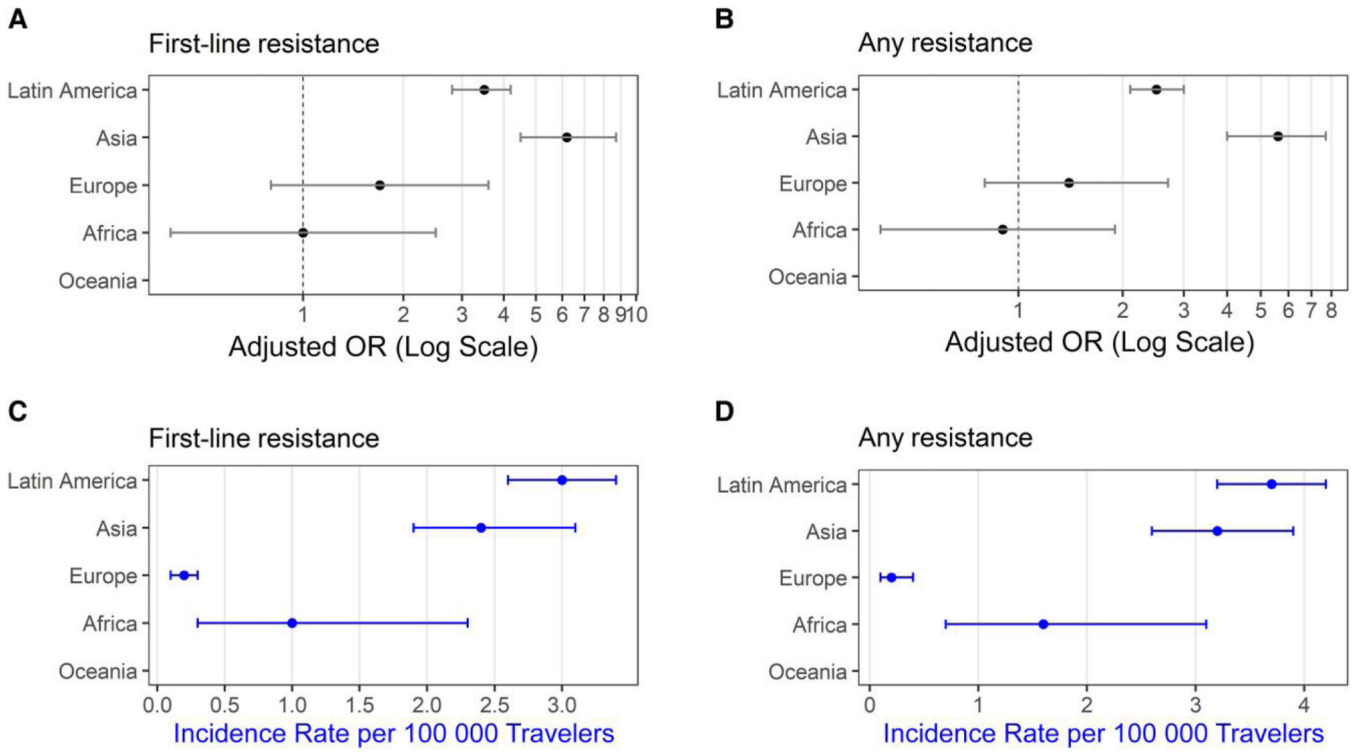 A
First-line resistance
Latin America
Asia
Europe
Africa
Oceania
1 2 3 4 5 6 7 8 9 10
Adjusted OR (Log Scale)
B
Any resistance
Latin America
Asia
Europe
Africa
Oceania
1 2 3 4 5 6 7 8
Adjusted OR (Log Scale)
C
First-line resistance
Latin America
Asia
Europe
Africa
Oceania
0.0 0.5 1.0 1.5 2.0 2.5 3.0
Incidence Rate per 100 000 Travelers
D
Any resistance
Latin America
Asia
Europe
Africa
Oceania
0 1 2 3 4
Incidence Rate per 100 000 Travelers